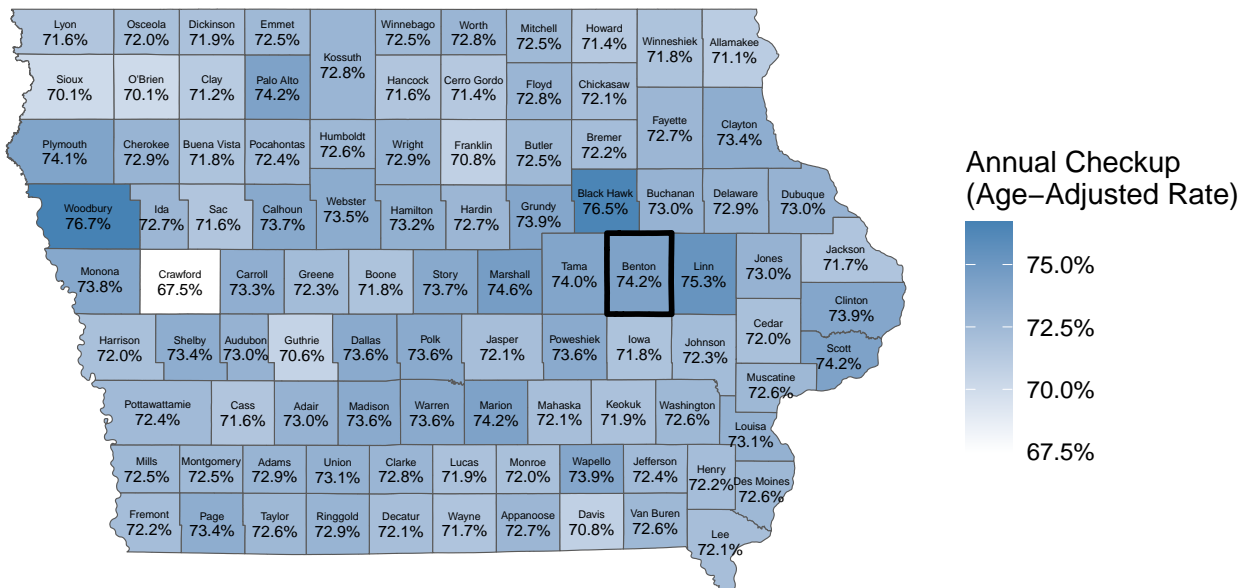 Lyon
71.6%
Osceola
72.0%
Dickinson
71.9%
Emmet
72.5%
Winnebago
72.5%
Worth
72.8%
Mitchell
72.5%
Howard
71.4%
Winneshiek
71.8%
Allamakee
71.1%
Kossuth
72.8%
Sioux
70.1%
O'Brien
70.1%
Clay
71.2%
Palo Alto
74.2%
Hancock
71.6%
Cerro Gordo
71.4%
Floyd
72.8%
Chickasaw
72.1%
Fayette
72.7%
Clayton
73.4%
Plymouth
74.1%
Cherokee
72.9%
Buena Vista
71.8%
Pocahontas
72.4%
Humboldt
72.6%
Wright
72.9%
Franklin
70.8%
Butler
72.5%
Bremer
72.2%
Woodbury
76.7%
Ida
72.7%
Sac
71.6%
Calhoun
73.7%
Webster
73.5%
Hamilton
73.2%
Hardin
72.7%
Grundy
73.9%
Black Hawk
76.5%
Buchanan
73.0%
Delaware
72.9%
Dubuque
73.0%
Monona
73.8%
Crawford
67.5%
Carroll
73.3%
Greene
72.3%
Boone
71.8%
Story
73.7%
Marshall
74.6%
Tama
74.0%
Benton
74.2%
Linn
75.3%
Jones
73.0%
Jackson
71.7%
Clinton
73.9%
Harrison
72.0%
Shelby
73.4%
Audubon
73.0%
Guthrie
70.6%
Dallas
73.6%
Polk
73.6%
Jasper
72.1%
Poweshiek
73.6%
Iowa
71.8%
Johnson
72.3%
Cedar
72.0%
Scott
74.2%
Muscatine
72.6%
Pottawattamie
72.4%
Cass
71.6%
Adair
73.0%
Madison
73.6%
Warren
73.6%
Marion
74.2%
Mahaska
72.1%
Keokuk
71.9%
Washington
72.6%
Louisa
73.1%
Mills
72.5%
Montgomery
72.5%
Adams
72.9%
Union
73.1%
Clarke
72.8%
Lucas
71.9%
Monroe
72.0%
Wapello
73.9%
Jefferson
72.4%
Henry
72.2%
Des Moines
72.6%
Fremont
72.2%
Page
73.4%
Taylor
72.6%
Ringgold
72.9%
Decatur
72.1%
Wayne
71.7%
Appanoose
72.7%
Davis
70.8%
Van Buren
72.6%
Lee
72.1%
Annual Checkup
(Age−Adjusted Rate)
75.0%
72.5%
70.0%
67.5%